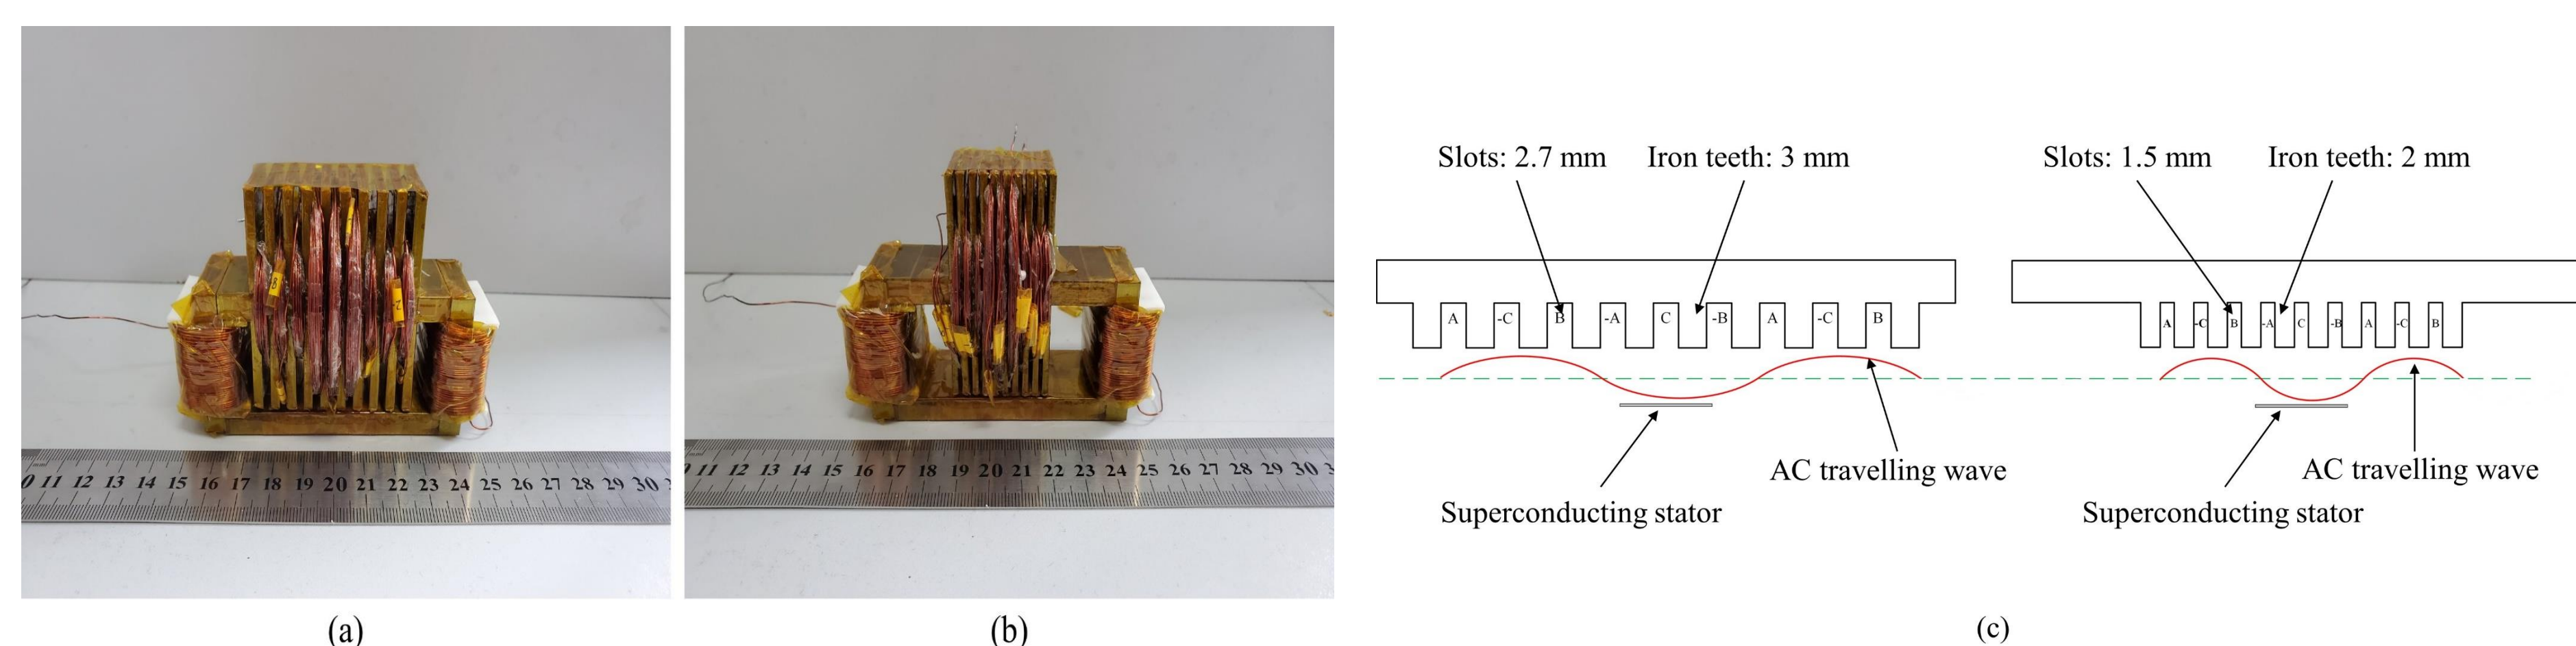 0 11 12 13 14 15 16 17 18 19 20 21 22 23 24 25 26 27 28 29 30
(a)
11 12 13 14 15 16 17 18 19 20 21 22 23 24 25 26 27 28 29 30
(b)
Slots: 2.7 mm Iron teeth: 3 mm
A -C B -A C -B A -C B
AC travelling wave
Superconducting stator
Slots: 1.5 mm Iron teeth: 2 mm
A -C B -A C -B A -C B
AC travelling wave
Superconducting stator
(c)